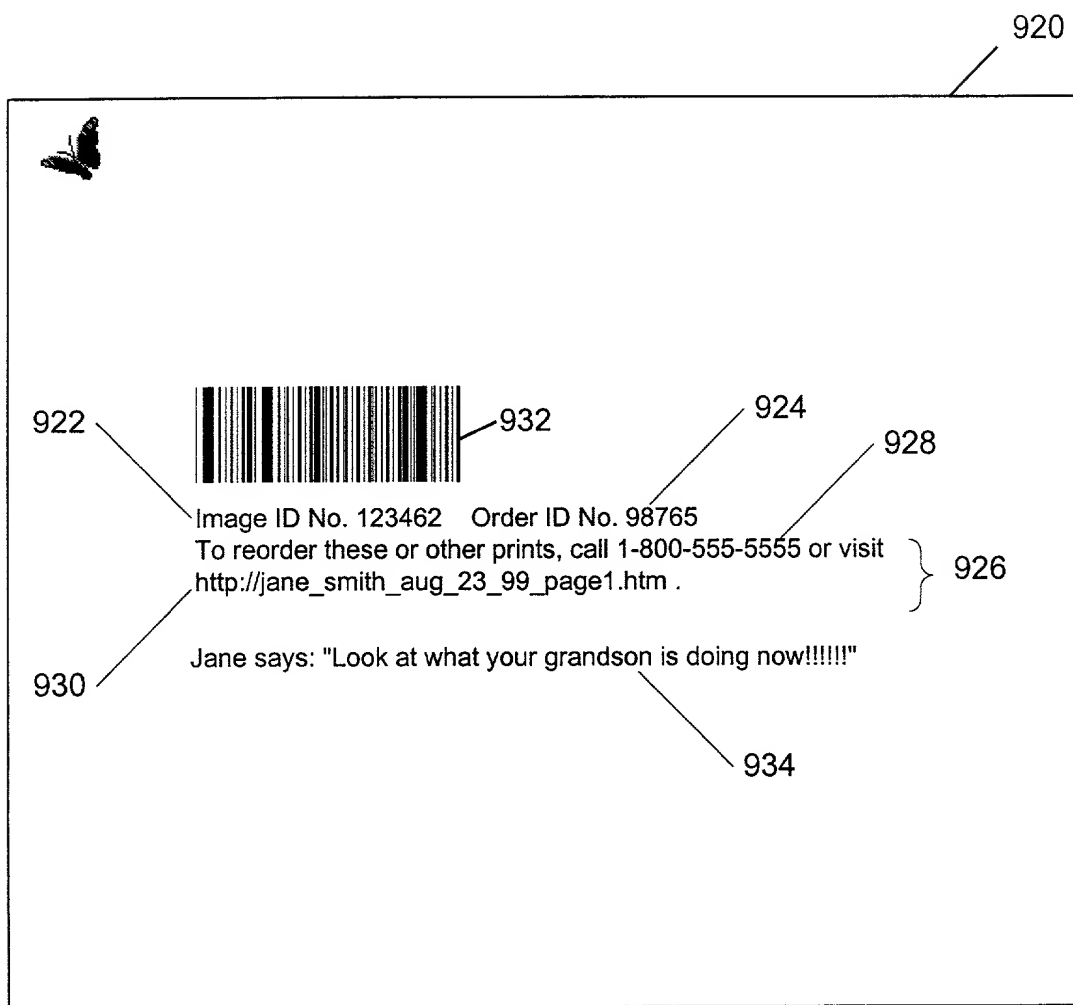 920
922
932
924
928
Image ID No. 123462 Order ID No. 98765
To reorder these or other prints, call 1-800-555-5555 or visit
http://jane_smith_aug_23_99_page1.htm .
926
Jane says: "Look at what your grandson is doing now!!!!!!"
930
934